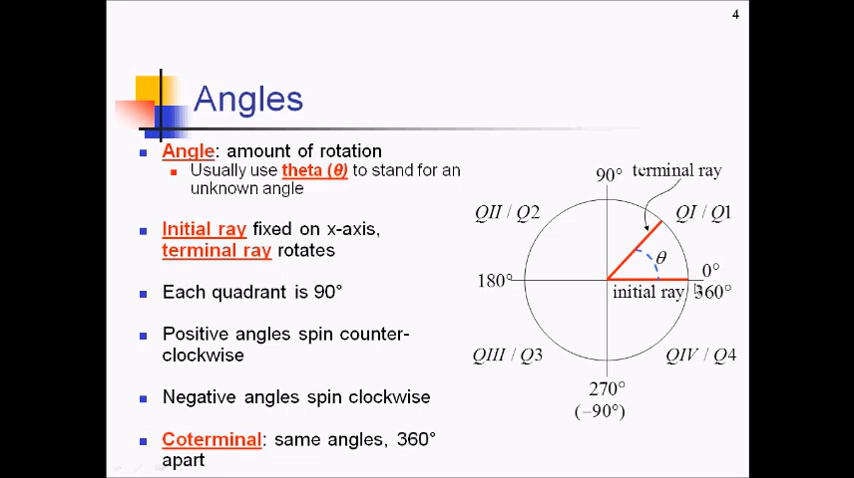 4
Angles
Angle: amount of rotation
Usually use theta (θ) to stand for an
unknown angle
Initial ray fixed on x-axis,
terminal ray rotates
Each quadrant is 90°
Positive angles spin counter-
clockwise
Negative angles spin clockwise
Coterminal: same angles, 360°
apart
90° terminal ray
QII / Q2
QI / Q1
θ
0°
180°
initial ray
360°
QIII / Q3
QIV / Q4
270°
(–90°)